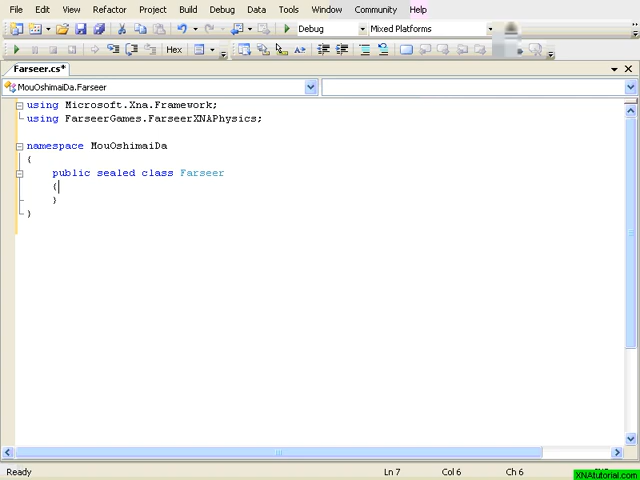 File Edit View Refactor Project Build Debug Data Tools Window Community Help
Debug Mixed Platforms
Hex
Farseer.cs*
MouOshimaiDa.Farseer
using Microsoft.Xna.Framework;
using FarseerGames.FarseerXNAPhysics;
namespace MouOshimaiDa
{
public sealed class Farseer
{
}
}
Ready Ln 7 Col 6 Ch 6
XNAtutorial.com